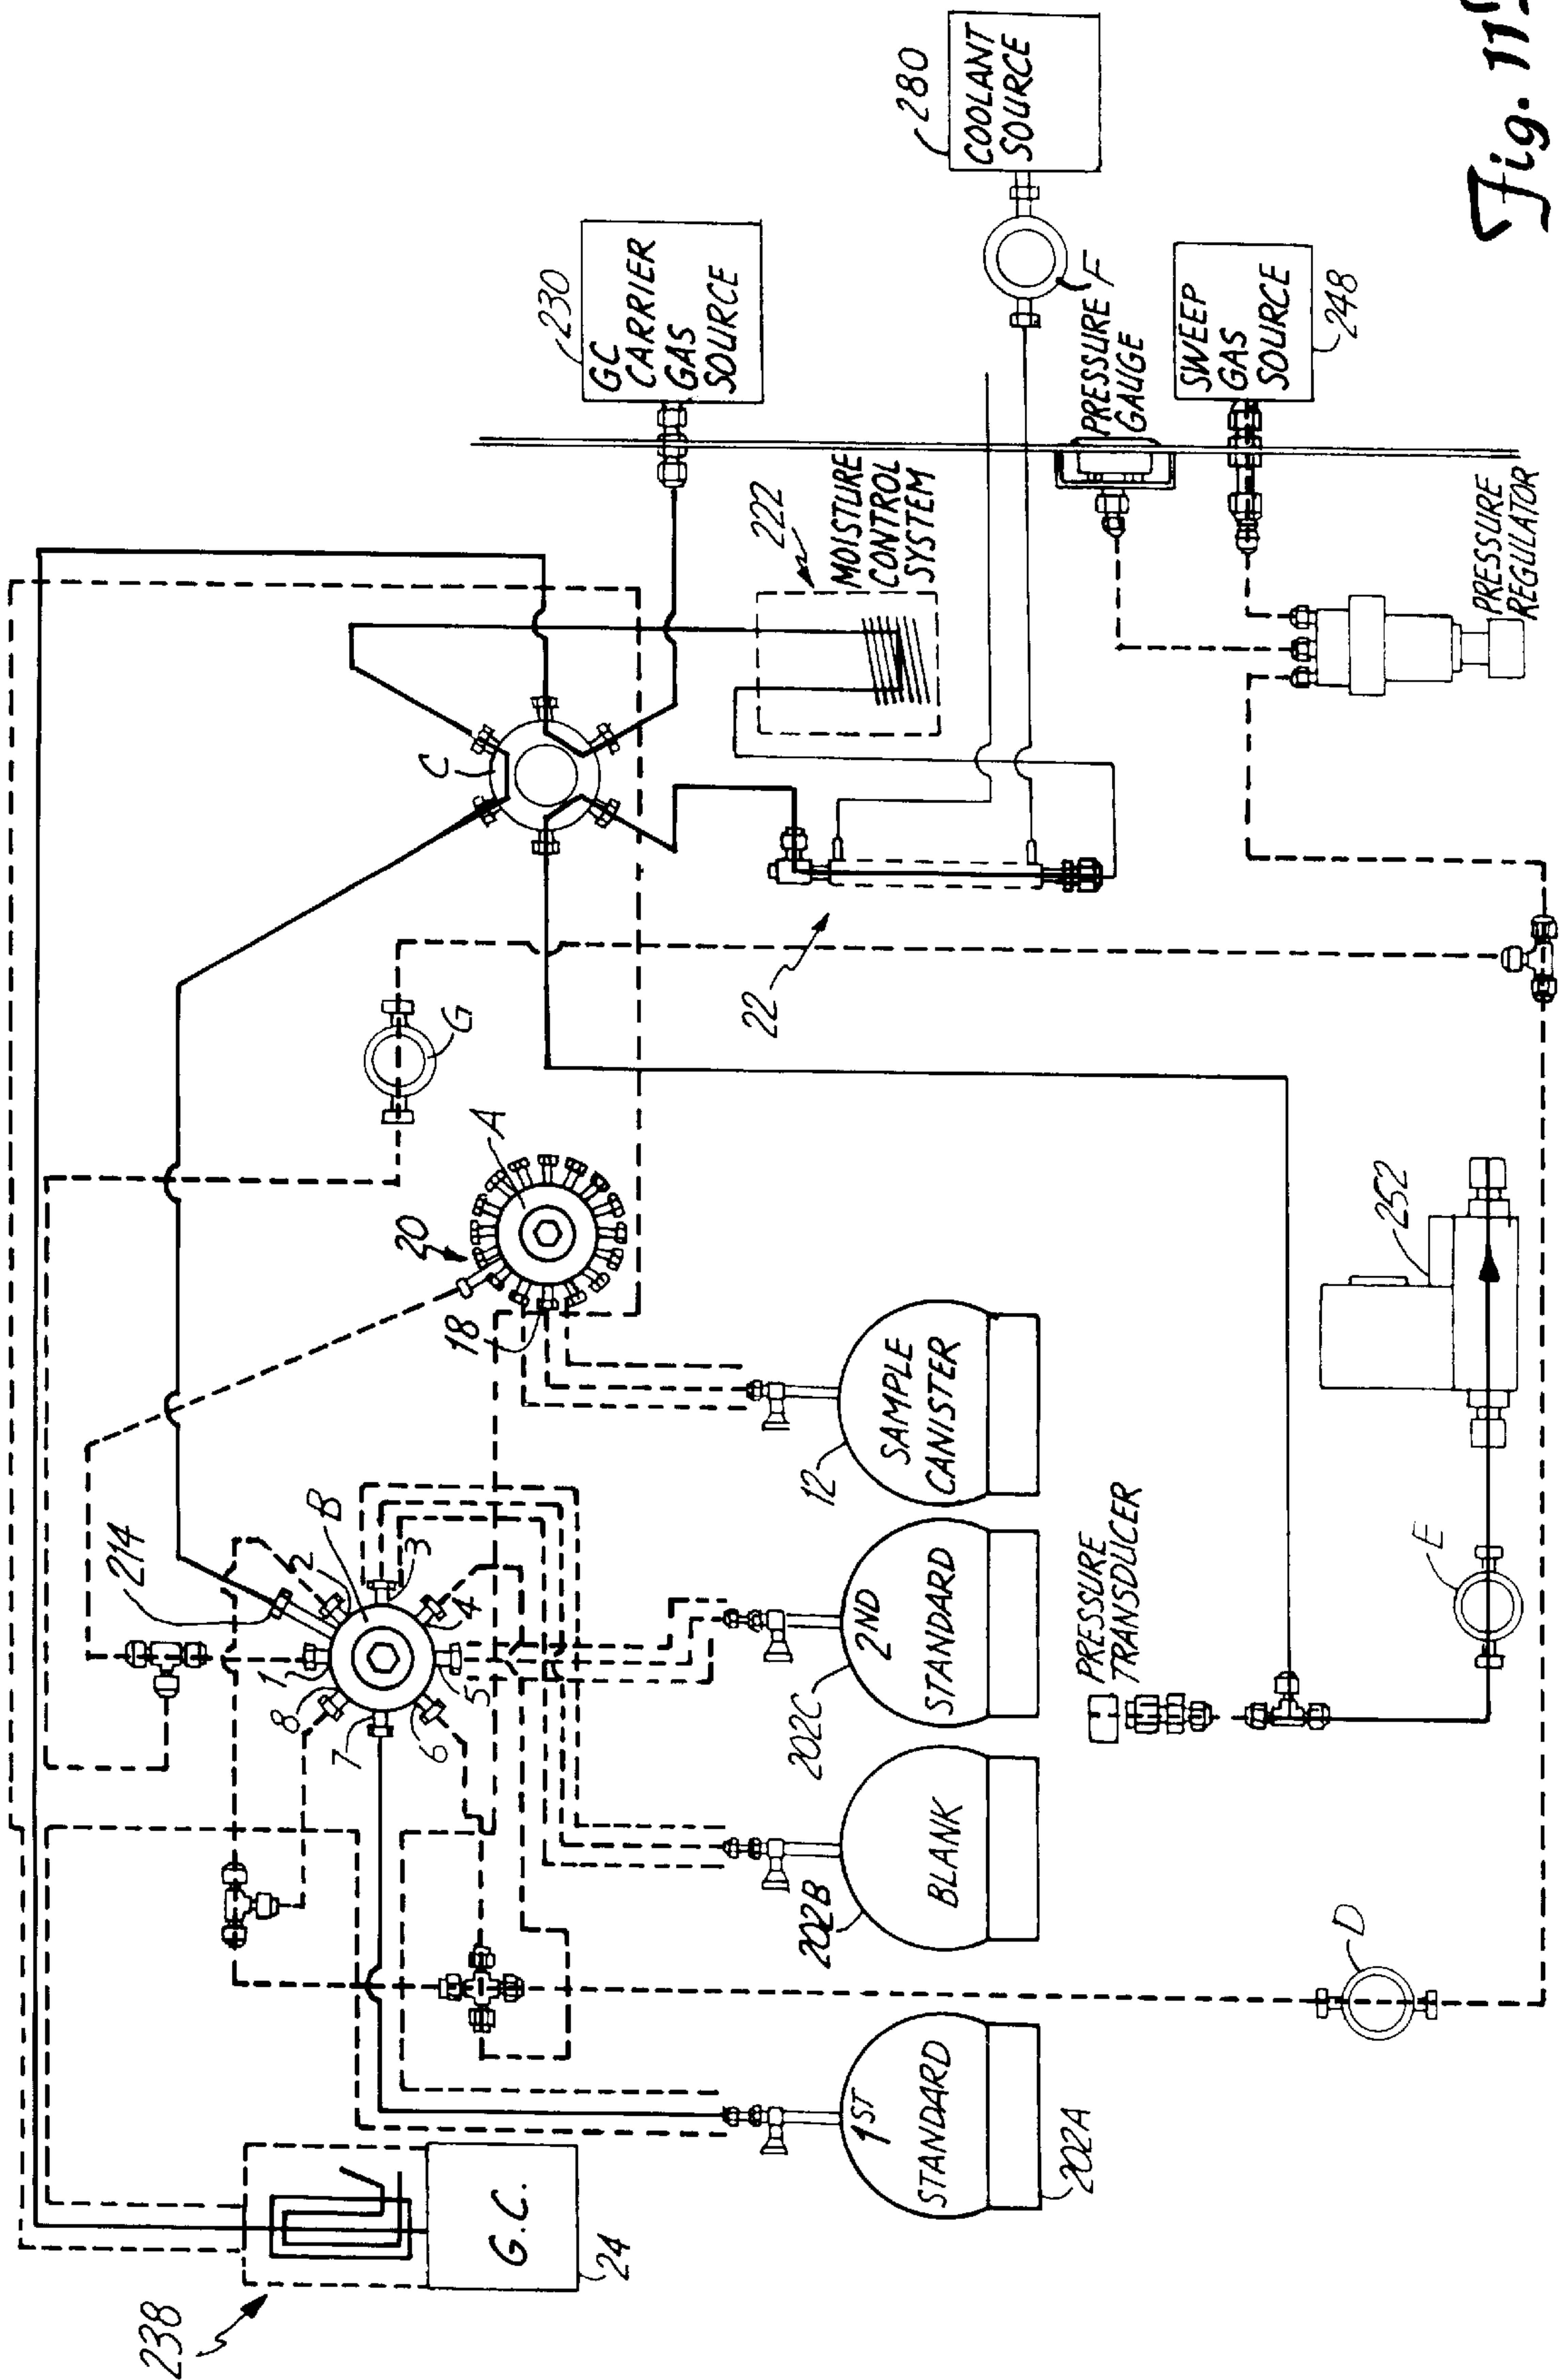 280
COOLANT
SOURCE
230
GC
CARRIER
GAS
SOURCE
F
PRESSURE
GAUGE
SWEEP
GAS
SOURCE
248
222
MOISTURE
CONTROL
SYSTEM
PRESSURE
REGULATOR
C
22
G
A
20
18
252
SAMPLE
CANISTER
12
B
214
1
2
3
4
5
6
7
8
2ND
STANDARD
202C
PRESSURE
TRANSDUCER
E
BLANK
202B
D
1ST
STANDARD
202A
G.C.
24
238